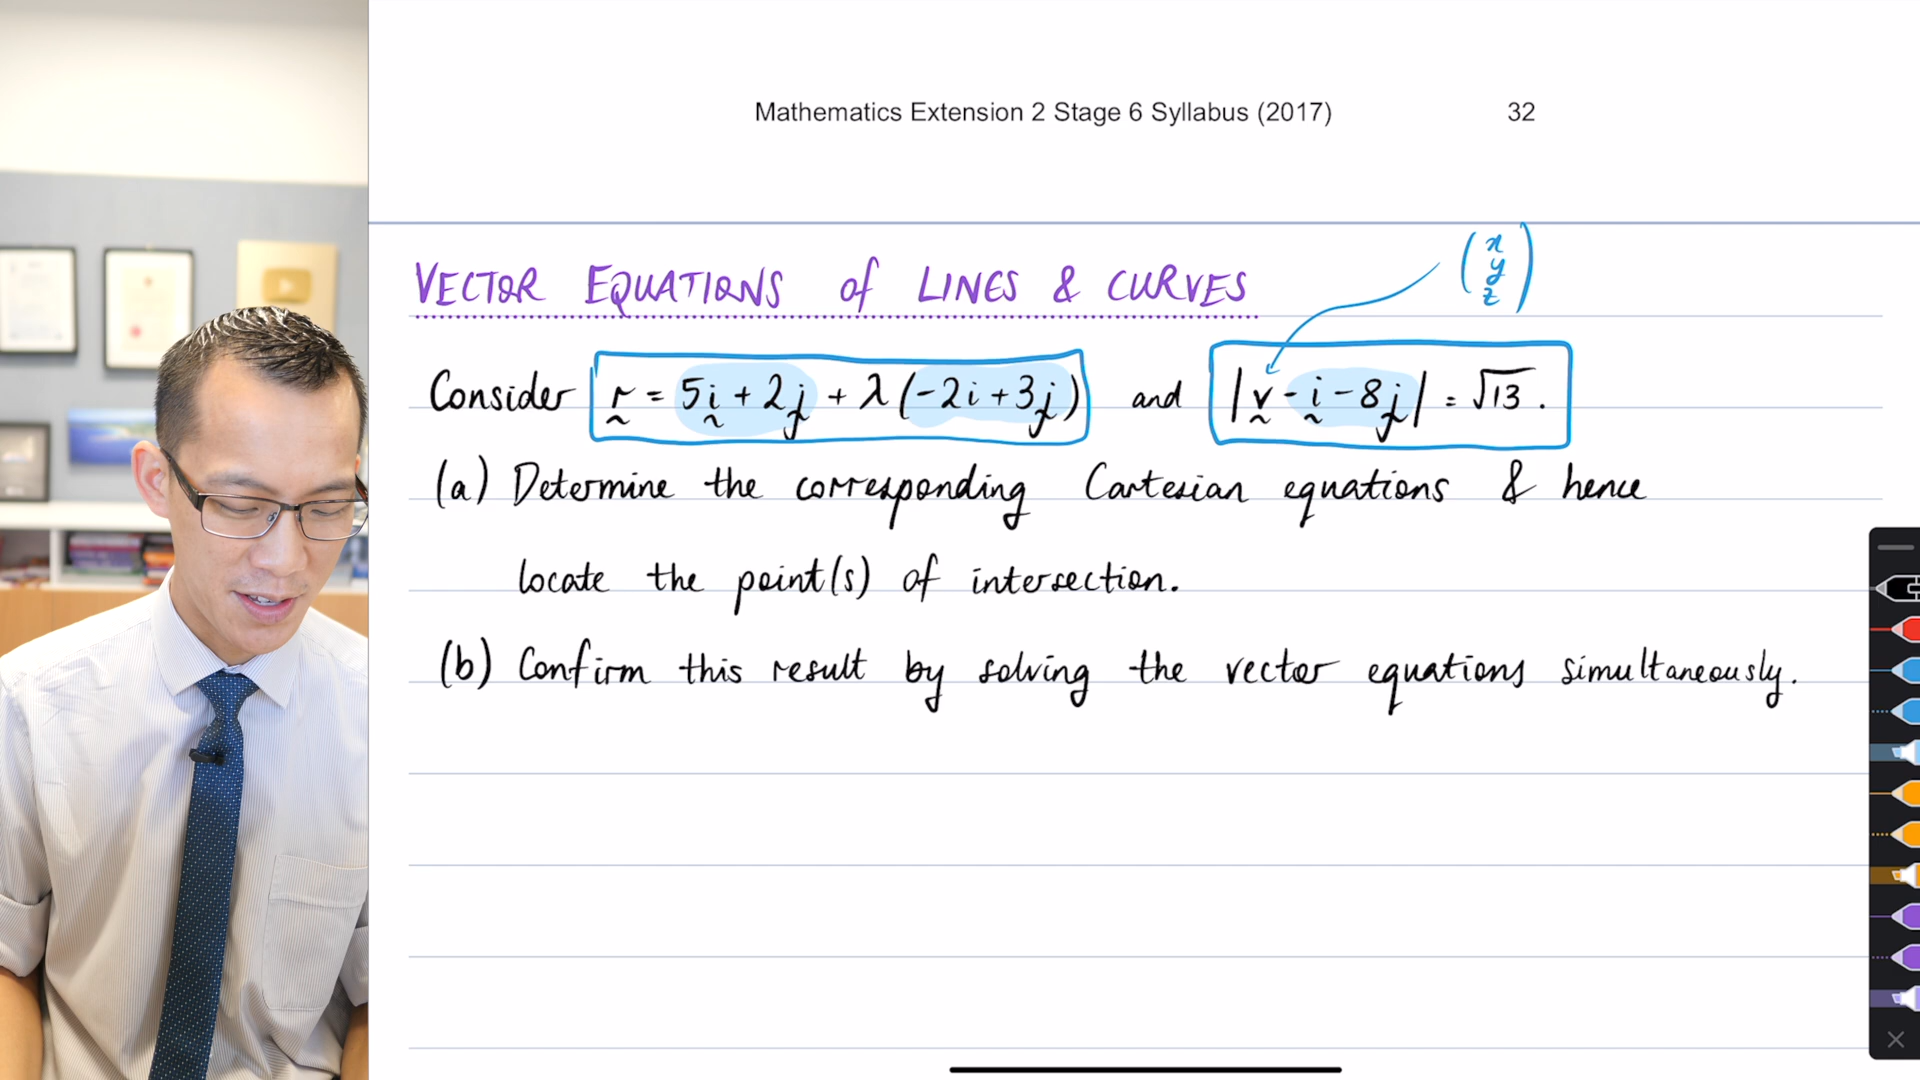 Mathematics Extension 2 Stage 6 Syllabus (2017) 32
VECTOR EQUATIONS of LINES & CURVES
(x y z)
Consider r = 5i + 2j + λ(-2i + 3j) and |v - i - 8j| = √13.
(a) Determine the corresponding Cartesian equations & hence
locate the point(s) of intersection.
(b) Confirm this result by solving the vector equations simultaneously.